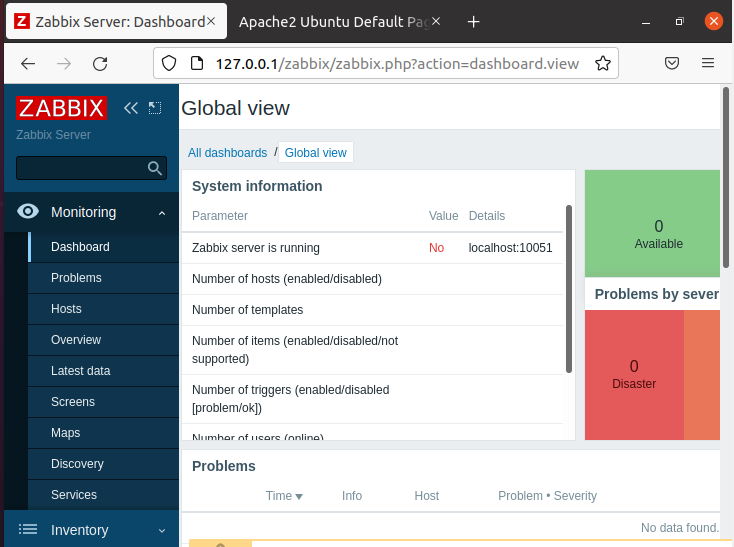 Zabbix Server: Dashboard
Apache2 Ubuntu Default Pag
127.0.0.1/zabbix/zabbix.php?action=dashboard.view
ZABBIX
Zabbix Server
Monitoring
Dashboard
Problems
Hosts
Overview
Latest data
Screens
Maps
Discovery
Services
Inventory
Global view
All dashboards / Global view
System information
Parameter Value Details
Zabbix server is running No localhost:10051
Number of hosts (enabled/disabled)
Number of templates
Number of items (enabled/disabled/not
supported)
Number of triggers (enabled/disabled
[problem/ok])
Number of users (online)
0
Available
Problems by sever
0
Disaster
Problems
Time Info Host Problem • Severity
No data found.